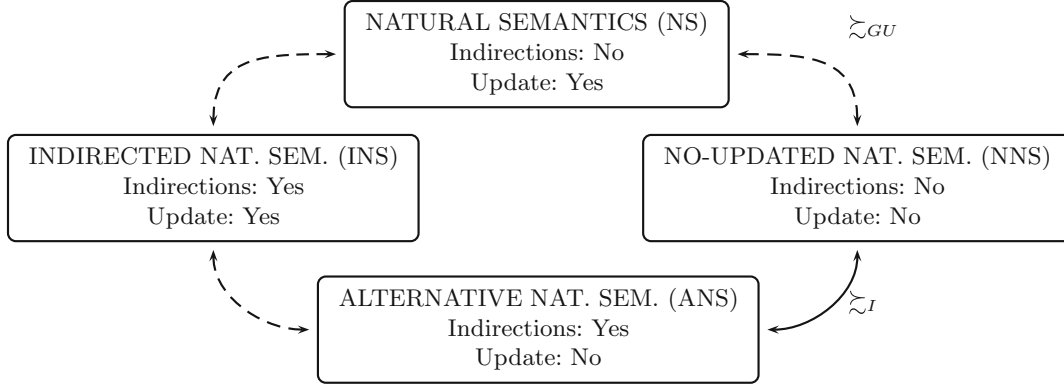 NATURAL SEMANTICS (NS)
Indirections: No
Update: Yes
≿GU
INDIRECTED NAT. SEM. (INS)
Indirections: Yes
Update: Yes
NO-UPDATED NAT. SEM. (NNS)
Indirections: No
Update: No
ALTERNATIVE NAT. SEM. (ANS)
Indirections: Yes
Update: No
≿I